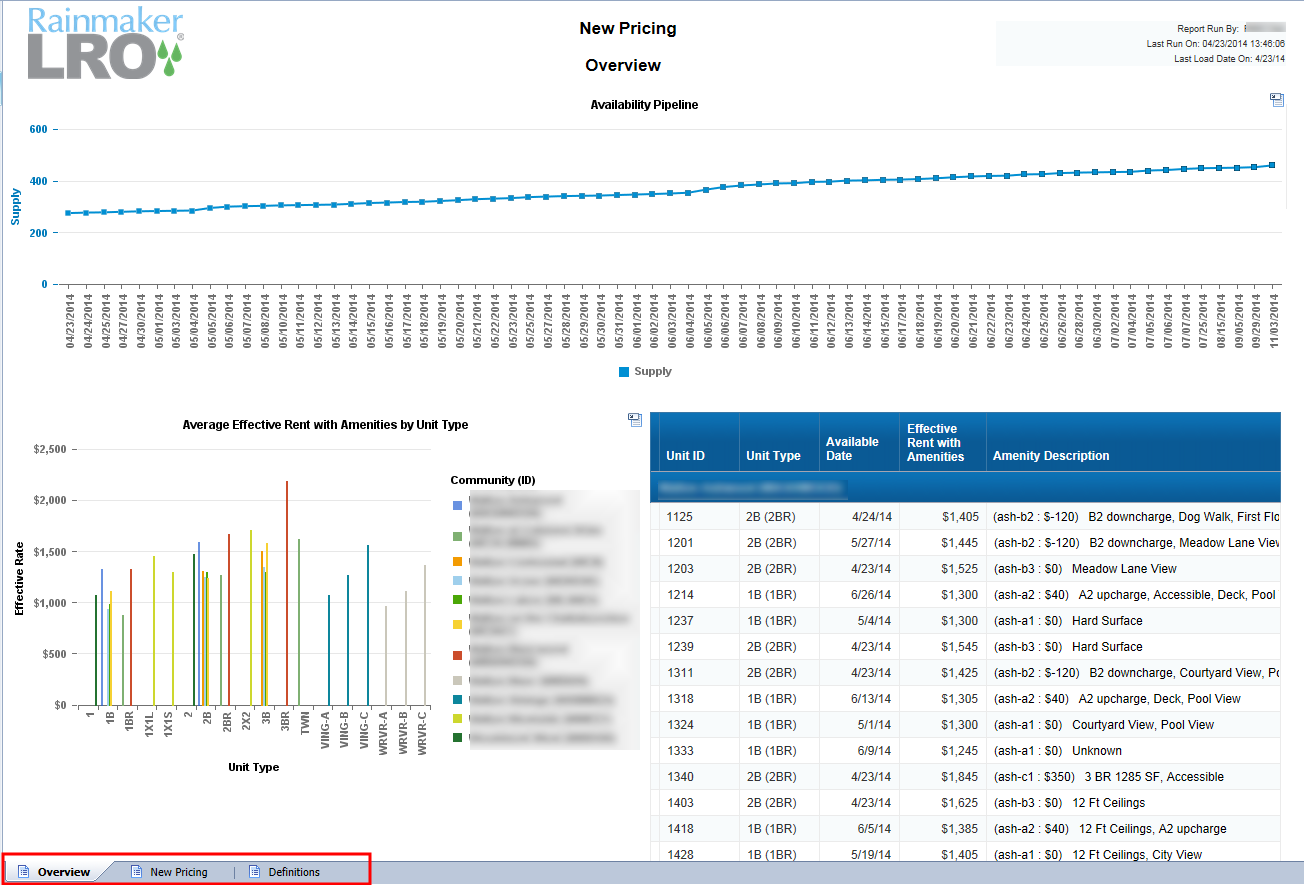 Rainmaker
LRO®
New Pricing
Overview
Report Run By:
Last Run On: 04/23/2014 13:46:06
Last Load Date On: 4/23/14
Availability Pipeline
600
400
200
0
Supply
04/23/2014 04/24/2014 04/25/2014 04/27/2014 04/30/2014 05/01/2014 05/03/2014 05/04/2014 05/05/2014 05/06/2014 05/07/2014 05/08/2014 05/10/2014 05/11/2014 05/12/2014 05/13/2014 05/14/2014 05/15/2014 05/16/2014 05/17/2014 05/18/2014 05/19/2014 05/20/2014 05/21/2014 05/22/2014 05/23/2014 05/25/2014 05/27/2014 05/28/2014 05/29/2014 05/30/2014 05/31/2014 06/01/2014 06/02/2014 06/03/2014 06/04/2014 06/05/2014 06/06/2014 06/07/2014 06/08/2014 06/09/2014 06/10/2014 06/11/2014 06/12/2014 06/13/2014 06/14/2014 06/15/2014 06/17/2014 06/18/2014 06/19/2014 06/20/2014 06/21/2014 06/22/2014 06/23/2014 06/24/2014 06/25/2014 06/26/2014 06/28/2014 06/30/2014 07/02/2014 07/04/2014 07/05/2014 07/06/2014 07/07/2014 07/25/2014 08/15/2014 09/05/2014 09/29/2014 11/03/2014
Supply
Average Effective Rent with Amenities by Unit Type
$2,500
$2,000
$1,500
$1,000
$500
$0
Effective Rate
1 1B 1BR 1X1L 1X1S 2 2B 2BR 2X2 3B 3BR TWN VING-A VING-B VING-C WRVR-A WRVR-B WRVR-C
Unit Type
Community (ID)
Unit ID Unit Type Available Date Effective Rent with Amenities Amenity Description
1125 2B (2BR) 4/24/14 $1,405 (ash-b2 : $-120) B2 downcharge, Dog Walk, First Flo
1201 2B (2BR) 5/27/14 $1,445 (ash-b2 : $-120) B2 downcharge, Meadow Lane View
1203 2B (2BR) 4/23/14 $1,525 (ash-b3 : $0) Meadow Lane View
1214 1B (1BR) 6/26/14 $1,300 (ash-a2 : $40) A2 upcharge, Accessible, Deck, Pool
1237 1B (1BR) 5/4/14 $1,300 (ash-a1 : $0) Hard Surface
1239 2B (2BR) 4/23/14 $1,545 (ash-b3 : $0) Hard Surface
1311 2B (2BR) 4/23/14 $1,425 (ash-b2 : $-120) B2 downcharge, Courtyard View, Po
1318 1B (1BR) 6/13/14 $1,305 (ash-a2 : $40) A2 upcharge, Deck, Pool View
1324 1B (1BR) 5/1/14 $1,300 (ash-a1 : $0) Courtyard View, Pool View
1333 1B (1BR) 6/9/14 $1,245 (ash-a1 : $0) Unknown
1340 2B (2BR) 4/23/14 $1,845 (ash-c1 : $350) 3 BR 1285 SF, Accessible
1403 2B (2BR) 4/23/14 $1,625 (ash-b3 : $0) 12 Ft Ceilings
1418 1B (1BR) 6/5/14 $1,385 (ash-a2 : $40) 12 Ft Ceilings, A2 upcharge
1428 1B (1BR) 5/19/14 $1,405 (ash-a1 : $0) 12 Ft Ceilings, City View
Overview New Pricing Definitions